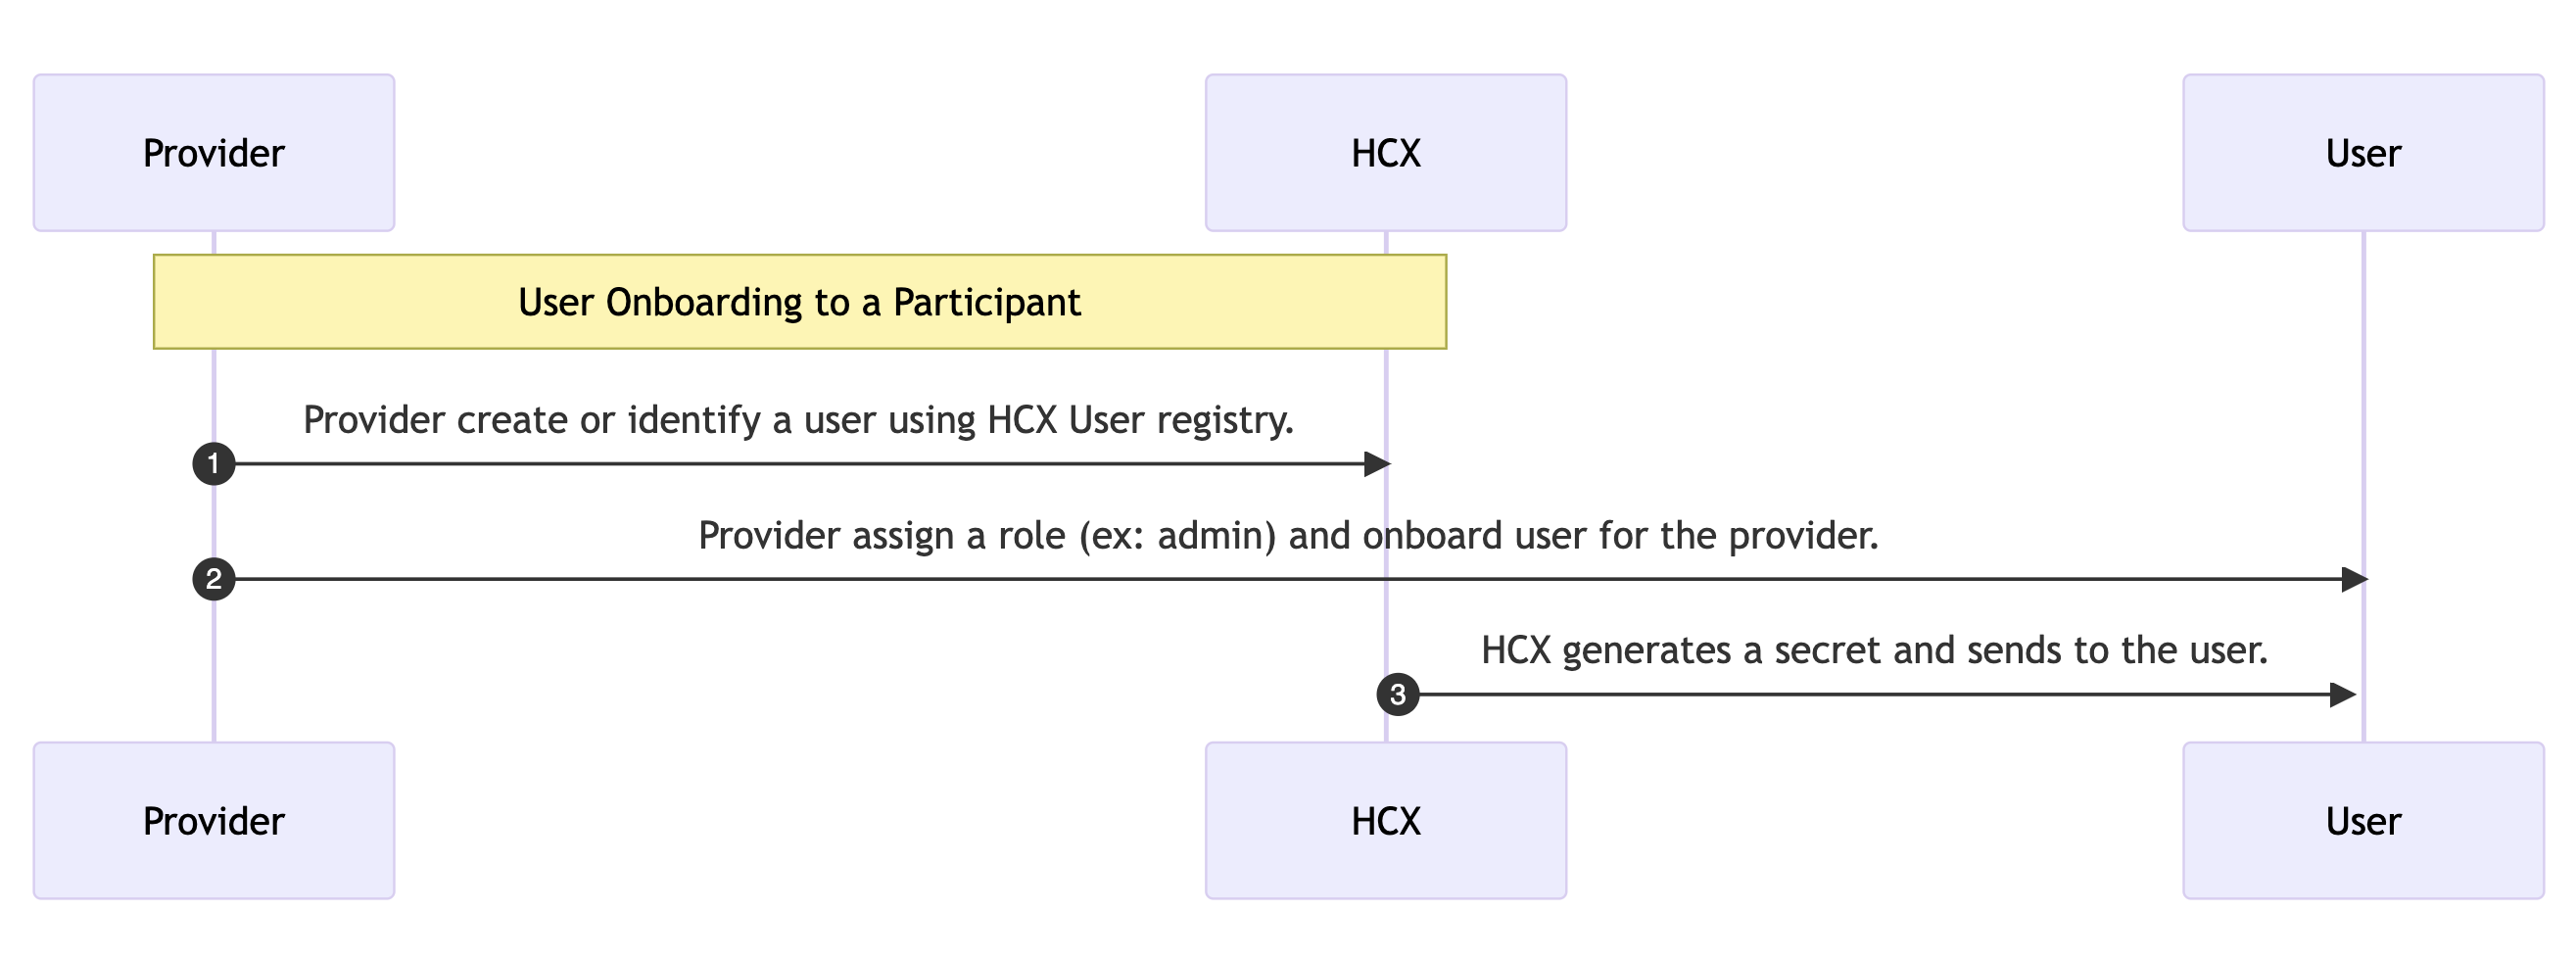 Provider
HCX
User
User Onboarding to a Participant
Provider create or identify a user using HCX User registry.
1
Provider assign a role (ex: admin) and onboard user for the provider.
2
HCX generates a secret and sends to the user.
3
Provider
HCX
User